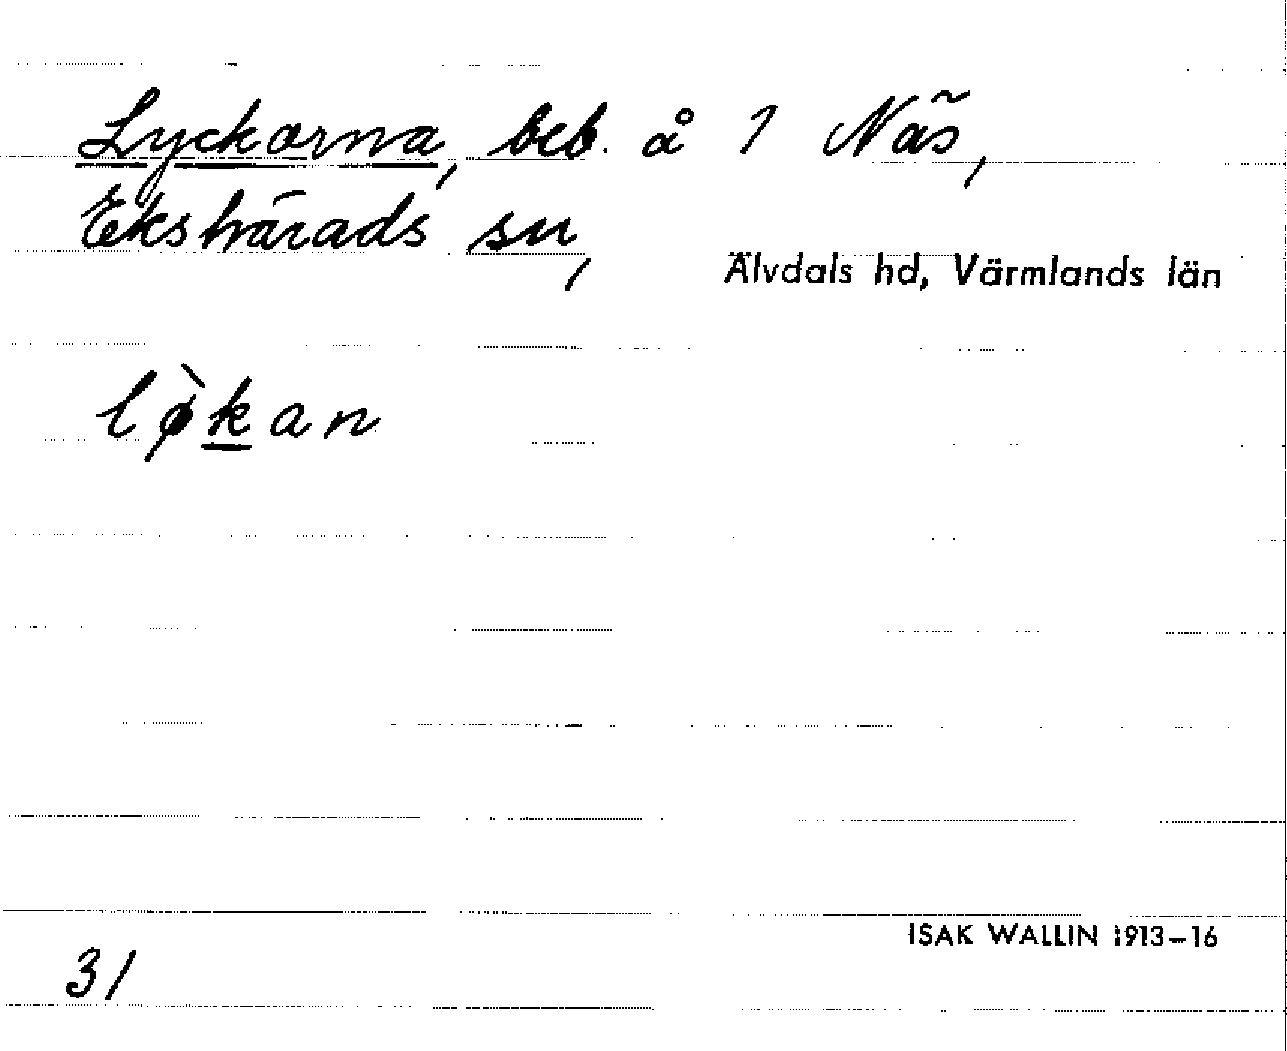 Lyckorna, beb. å 1 Näs,
Ekshärads sn,
Älvdals hd, Värmlands län
lø̀kan
ISAK WALLIN 1913–16
31